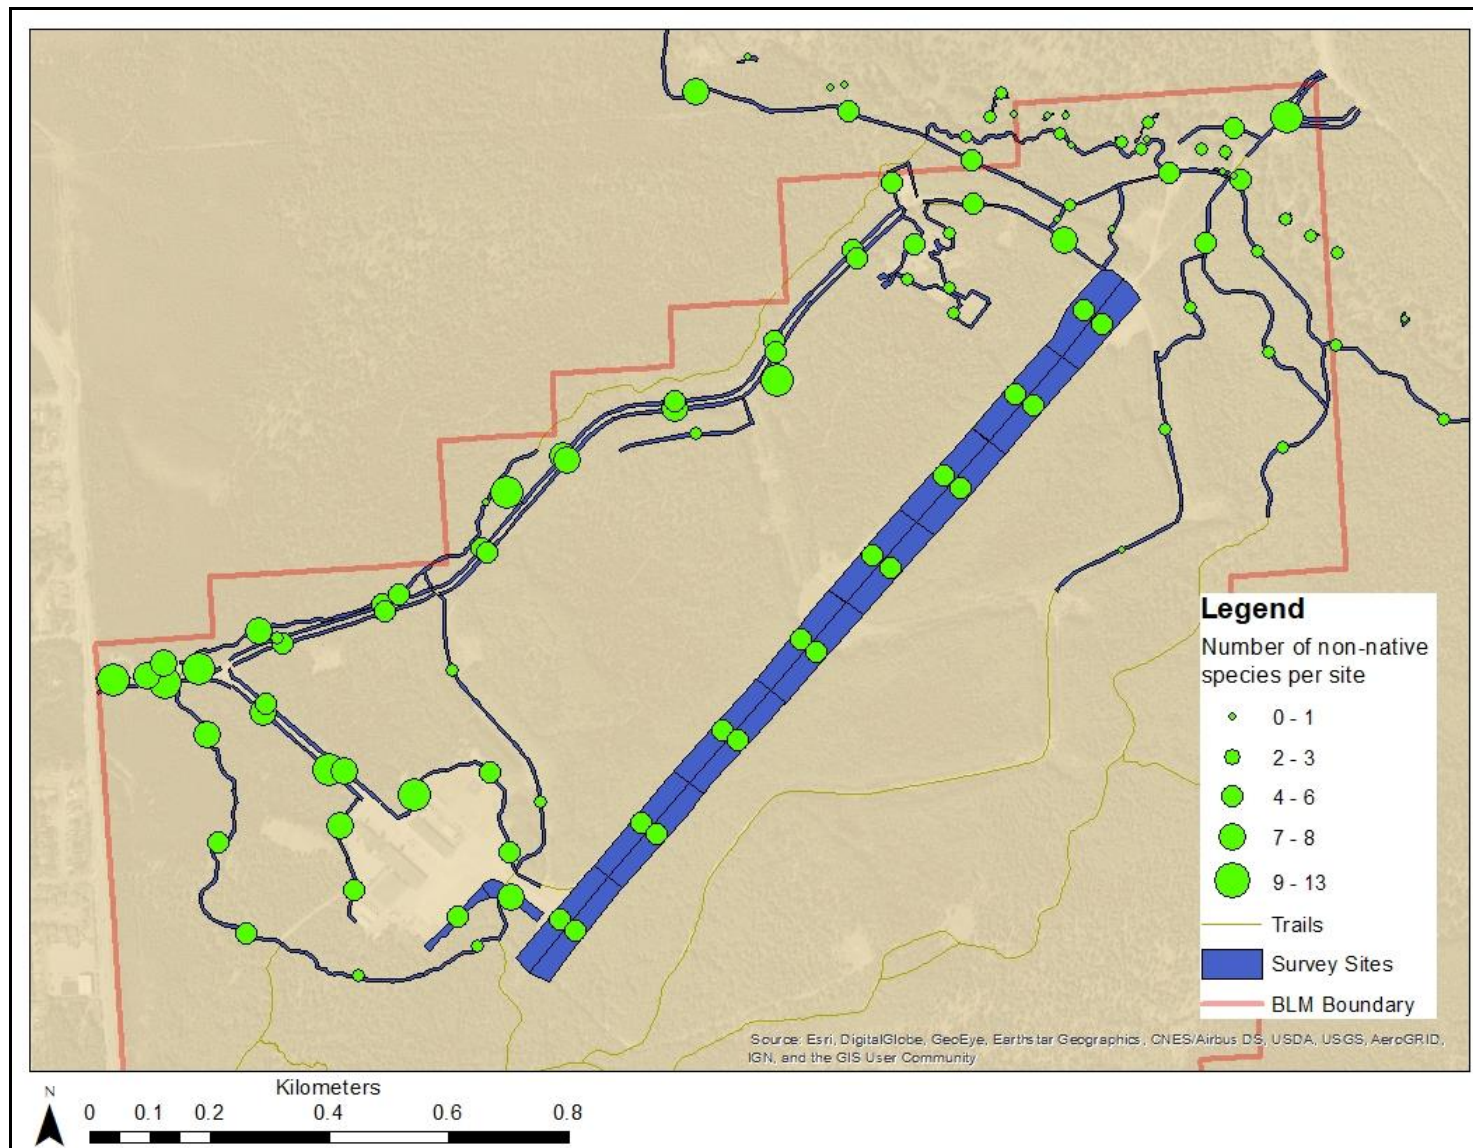 Legend
Number of non-native
species per site
0 - 1
2 - 3
4 - 6
7 - 8
9 - 13
Trails
Survey Sites
BLM Boundary
Source: Esri, DigitalGlobe, GeoEye, Earthstar Geographics, CNES/Airbus DS, USDA, USGS, AeroGRID,
IGN, and the GIS User Community
Kilometers
N
0 0.1 0.2 0.4 0.6 0.8